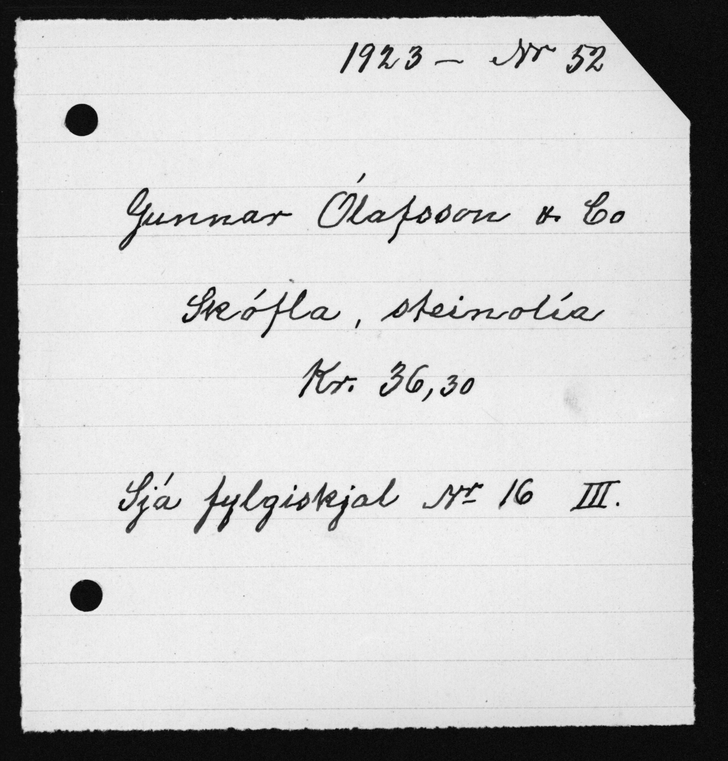 1923 – Nr 52
Gunnar Ólafsson & Co
Skófla, steinolía
Kr. 36,30
Sjá fylgiskjal Nr 16 III.